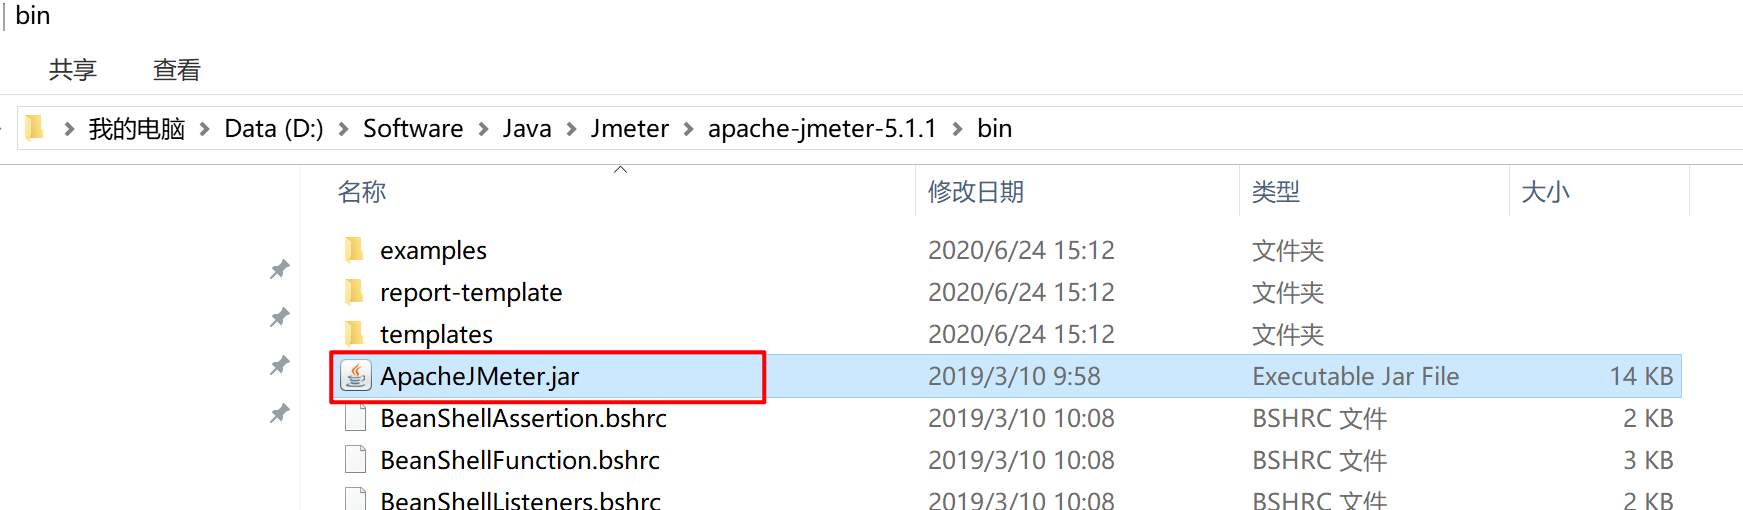 bin
共享 查看
我的电脑 Data (D:) Software Java Jmeter apache-jmeter-5.1.1 bin
名称 修改日期 类型 大小
examples 2020/6/24 15:12 文件夹
report-template 2020/6/24 15:12 文件夹
templates 2020/6/24 15:12 文件夹
ApacheJMeter.jar 2019/3/10 9:58 Executable Jar File 14 KB
BeanShellAssertion.bshrc 2019/3/10 10:08 BSHRC 文件 2 KB
BeanShellFunction.bshrc 2019/3/10 10:08 BSHRC 文件 3 KB
BeanShellListeners.bshrc 2019/3/10 10:08 BSHRC 文件 2 KB